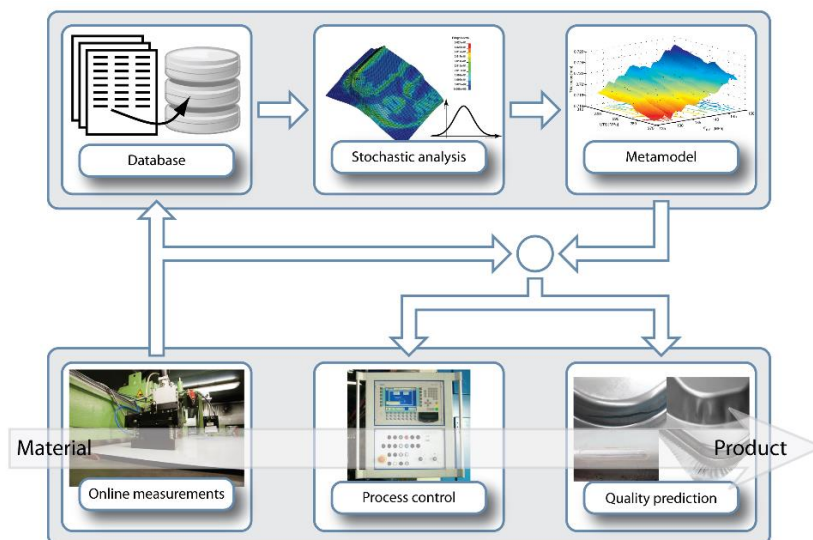 Database
Stochastic analysis
Metamodel
Material
Product
Online measurements
Process control
Quality prediction